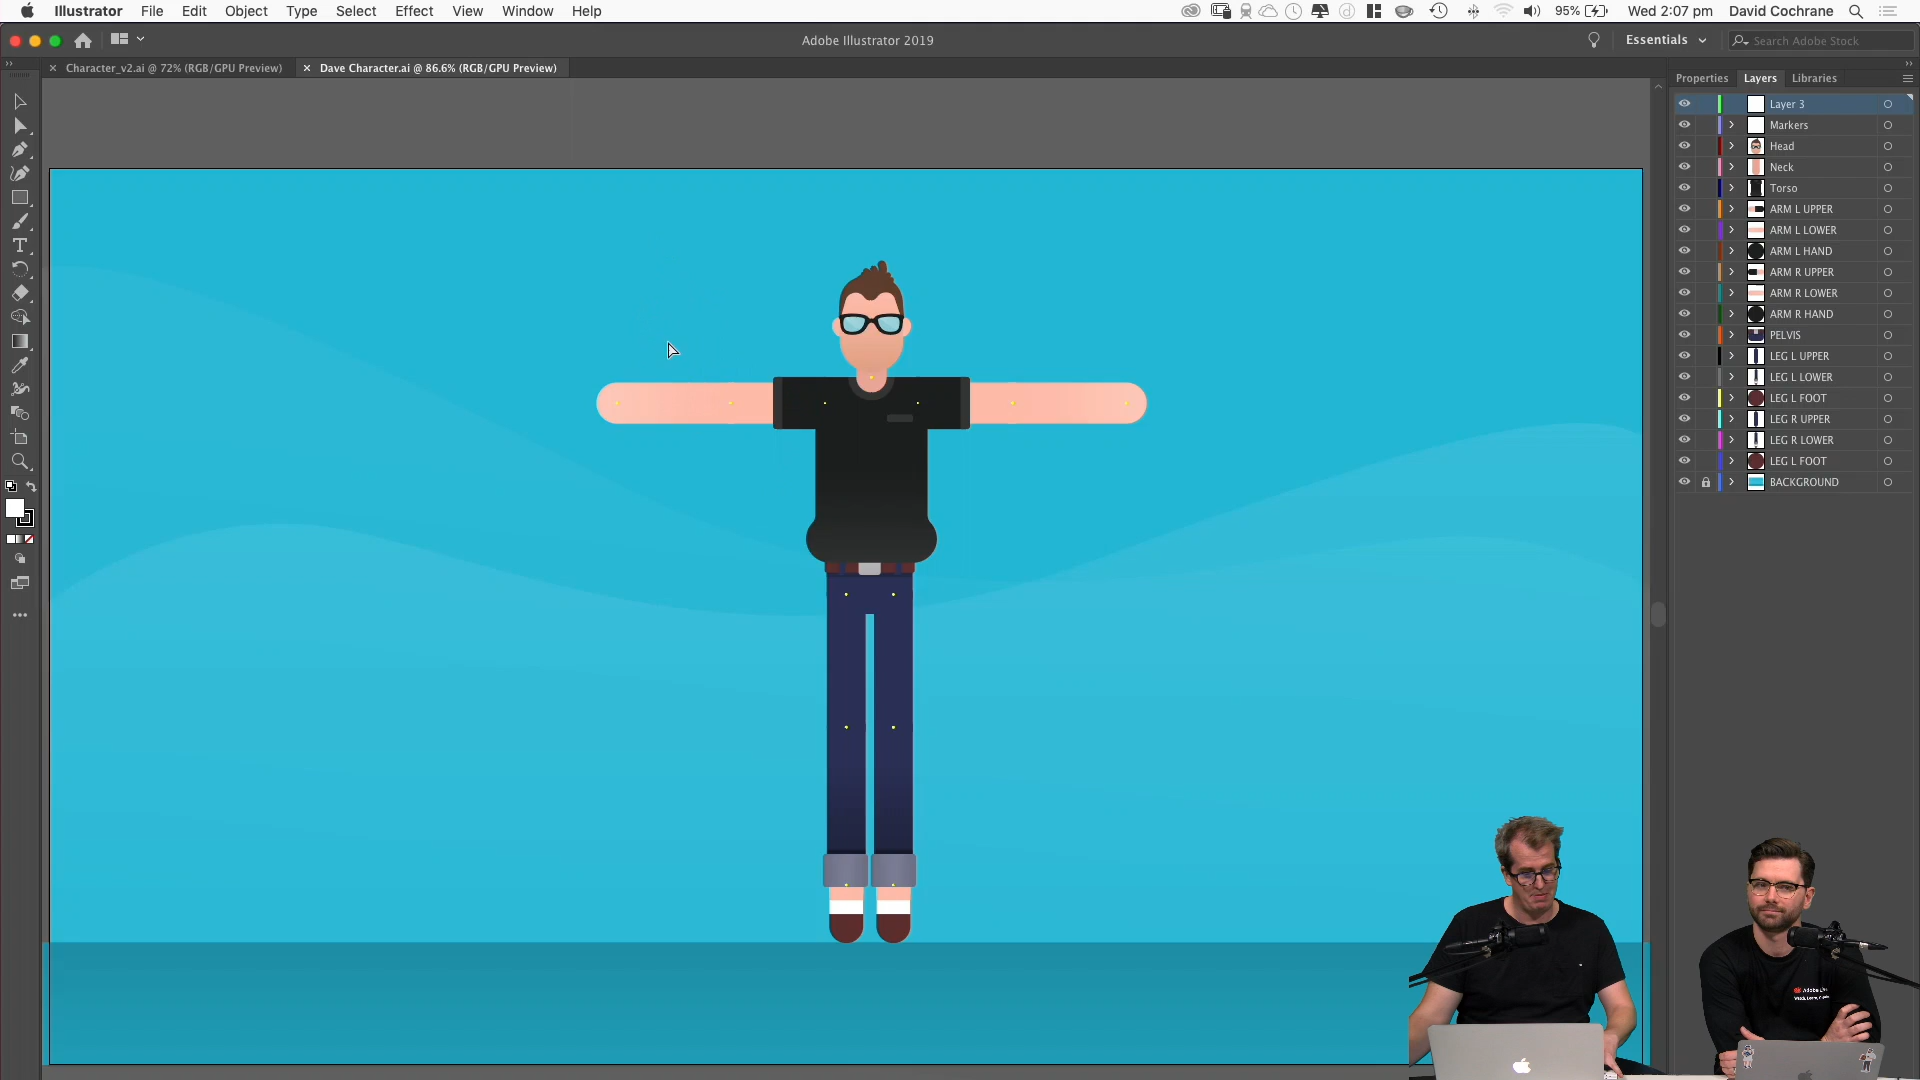 Illustrator File Edit Object Type Select Effect View Window Help
95% Wed 2:07 pm David Cochrane
Adobe Illustrator 2019
Essentials
Search Adobe Stock
Character_v2.ai @ 72% (RGB/GPU Preview)
Dave Character.ai @ 86.6% (RGB/GPU Preview)
Properties Layers Libraries
Layer 3
Markers
Head
Neck
Torso
ARM L UPPER
ARM L LOWER
ARM L HAND
ARM R UPPER
ARM R LOWER
ARM R HAND
PELVIS
LEG L UPPER
LEG L LOWER
LEG L FOOT
LEG R UPPER
LEG R LOWER
LEG L FOOT
BACKGROUND
Adobe